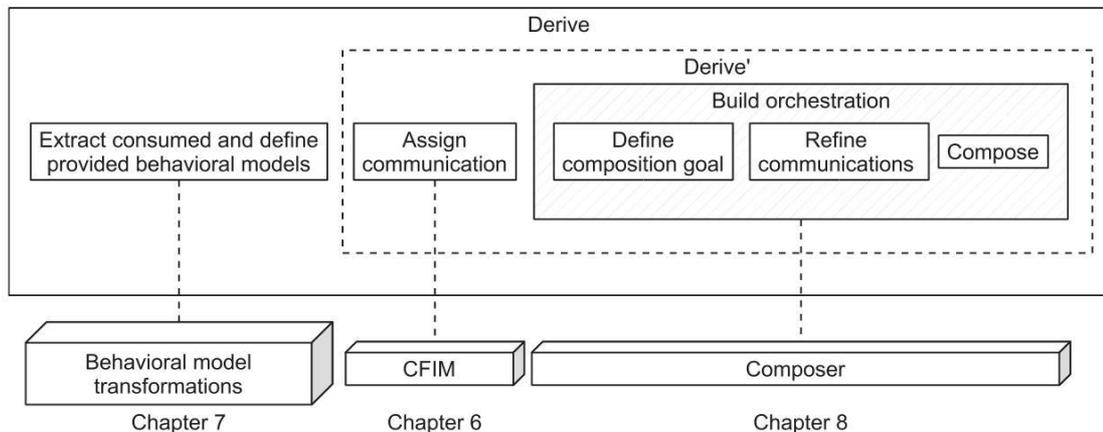 Derive
Derive'
Build orchestration
Extract consumed and define
provided behavioral models
Assign
communication
Define
composition goal
Refine
communications
Compose
Behavioral model
transformations
CFIM
Composer
Chapter 7
Chapter 6
Chapter 8